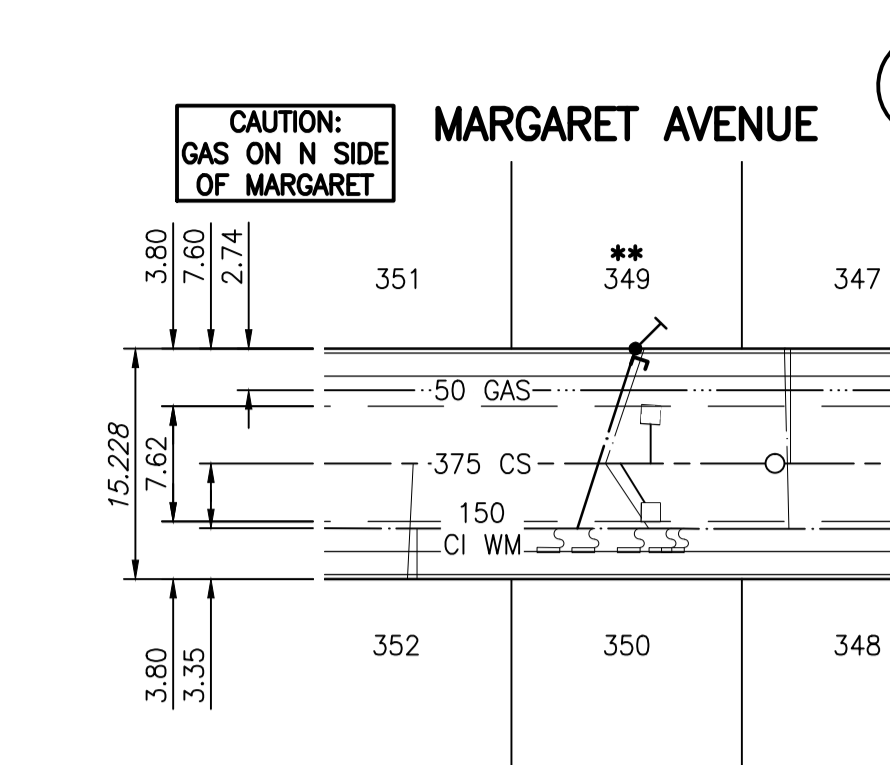 MARGARET AVENUE
CAUTION:
GAS ON N SIDE
OF MARGARET
3.80
7.60
2.74
351
**
349
347
50 GAS
15.228
7.62
375 CS
150
CI WM
352
350
348
3.80
3.35